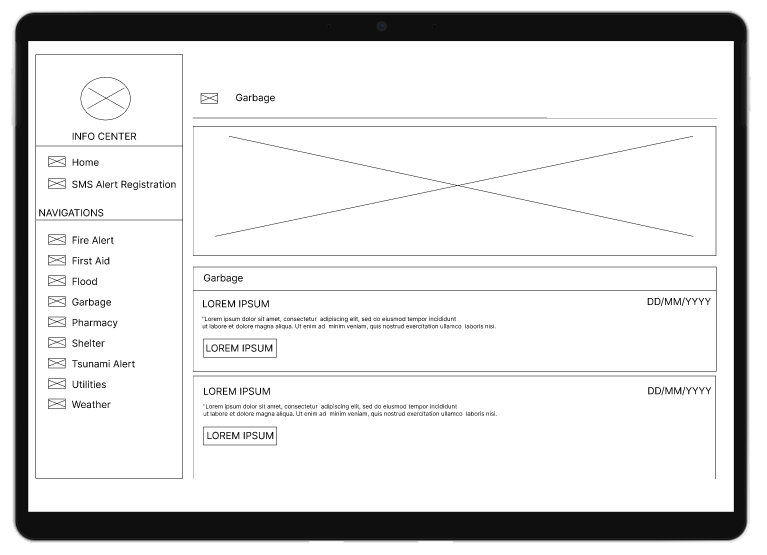 INFO CENTER
Home
SMS Alert Registration
NAVIGATIONS
Fire Alert
First Aid
Flood
Garbage
Pharmacy
Shelter
Tsunami Alert
Utilities
Weather
Garbage
Garbage
LOREM IPSUM
DD/MM/YYYY
"Lorem ipsum dolor sit amet, consectetur adipiscing elit, sed do eiusmod tempor incididunt
ut labore et dolore magna aliqua. Ut enim ad minim veniam, quis nostrud exercitation ullamco laboris nisi.
LOREM IPSUM
LOREM IPSUM
DD/MM/YYYY
"Lorem ipsum dolor sit amet, consectetur adipiscing elit, sed do eiusmod tempor incididunt
ut labore et dolore magna aliqua. Ut enim ad minim veniam, quis nostrud exercitation ullamco laboris nisi.
LOREM IPSUM